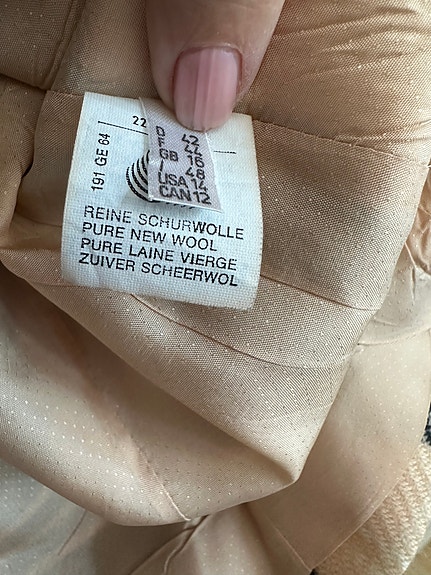 22
D 42
F 44
GB 16
I 48
USA 14
CAN 12
191 GE 64
REINE SCHURWOLLE
PURE NEW WOOL
PURE LAINE VIERGE
ZUIVER SCHEERWOL